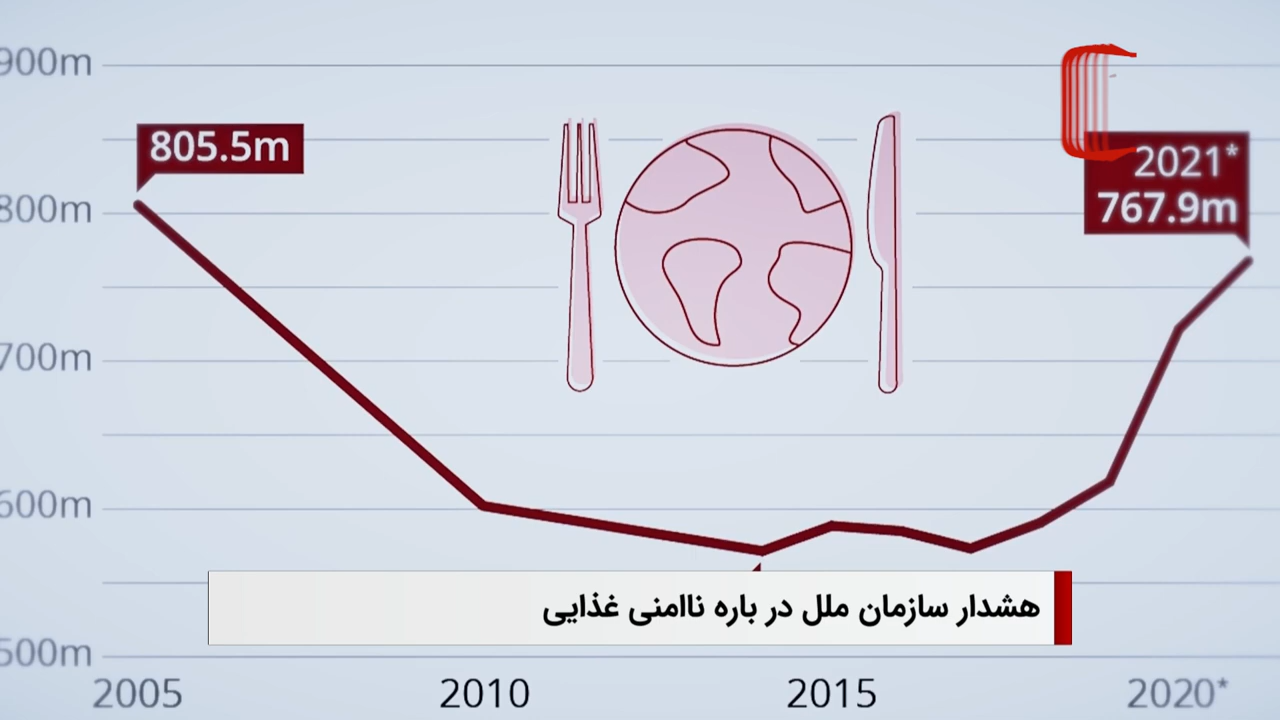 900m
805.5m
2021*
767.9m
800m
700m
600m
هشدار سازمان ملل در باره ناامنی غذایی
500m
2005
2010
2015
2020*